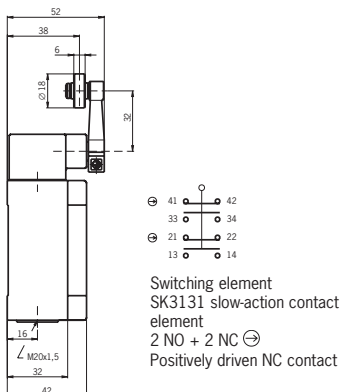 52
38
6
Ø18
32
41 42
33 34
21 22
13 14
16
M20x1,5
32
42
Switching element
SK3131 slow-action contact
element
2 NO + 2 NC
Positively driven NC contact